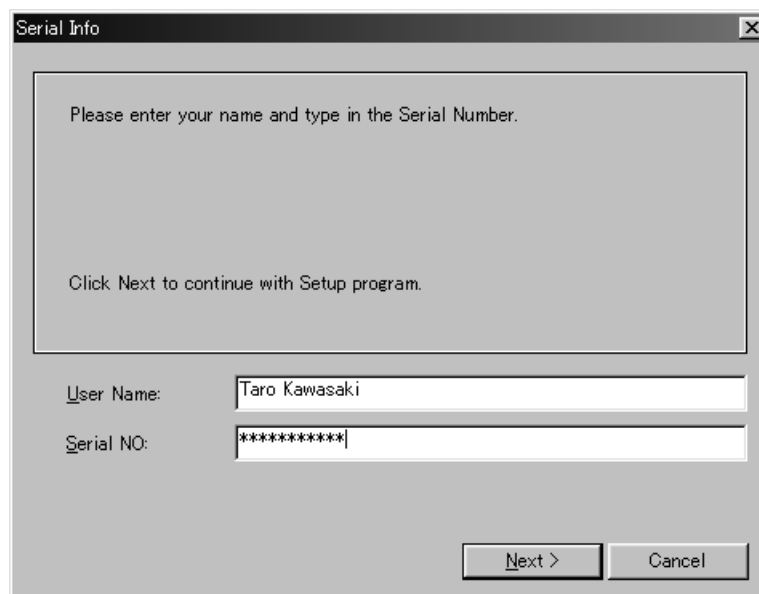 Serial Info
Please enter your name and type in the Serial Number.
Click Next to continue with Setup program.
User Name: Taro Kawasaki
Serial NO: ***********
Next > Cancel